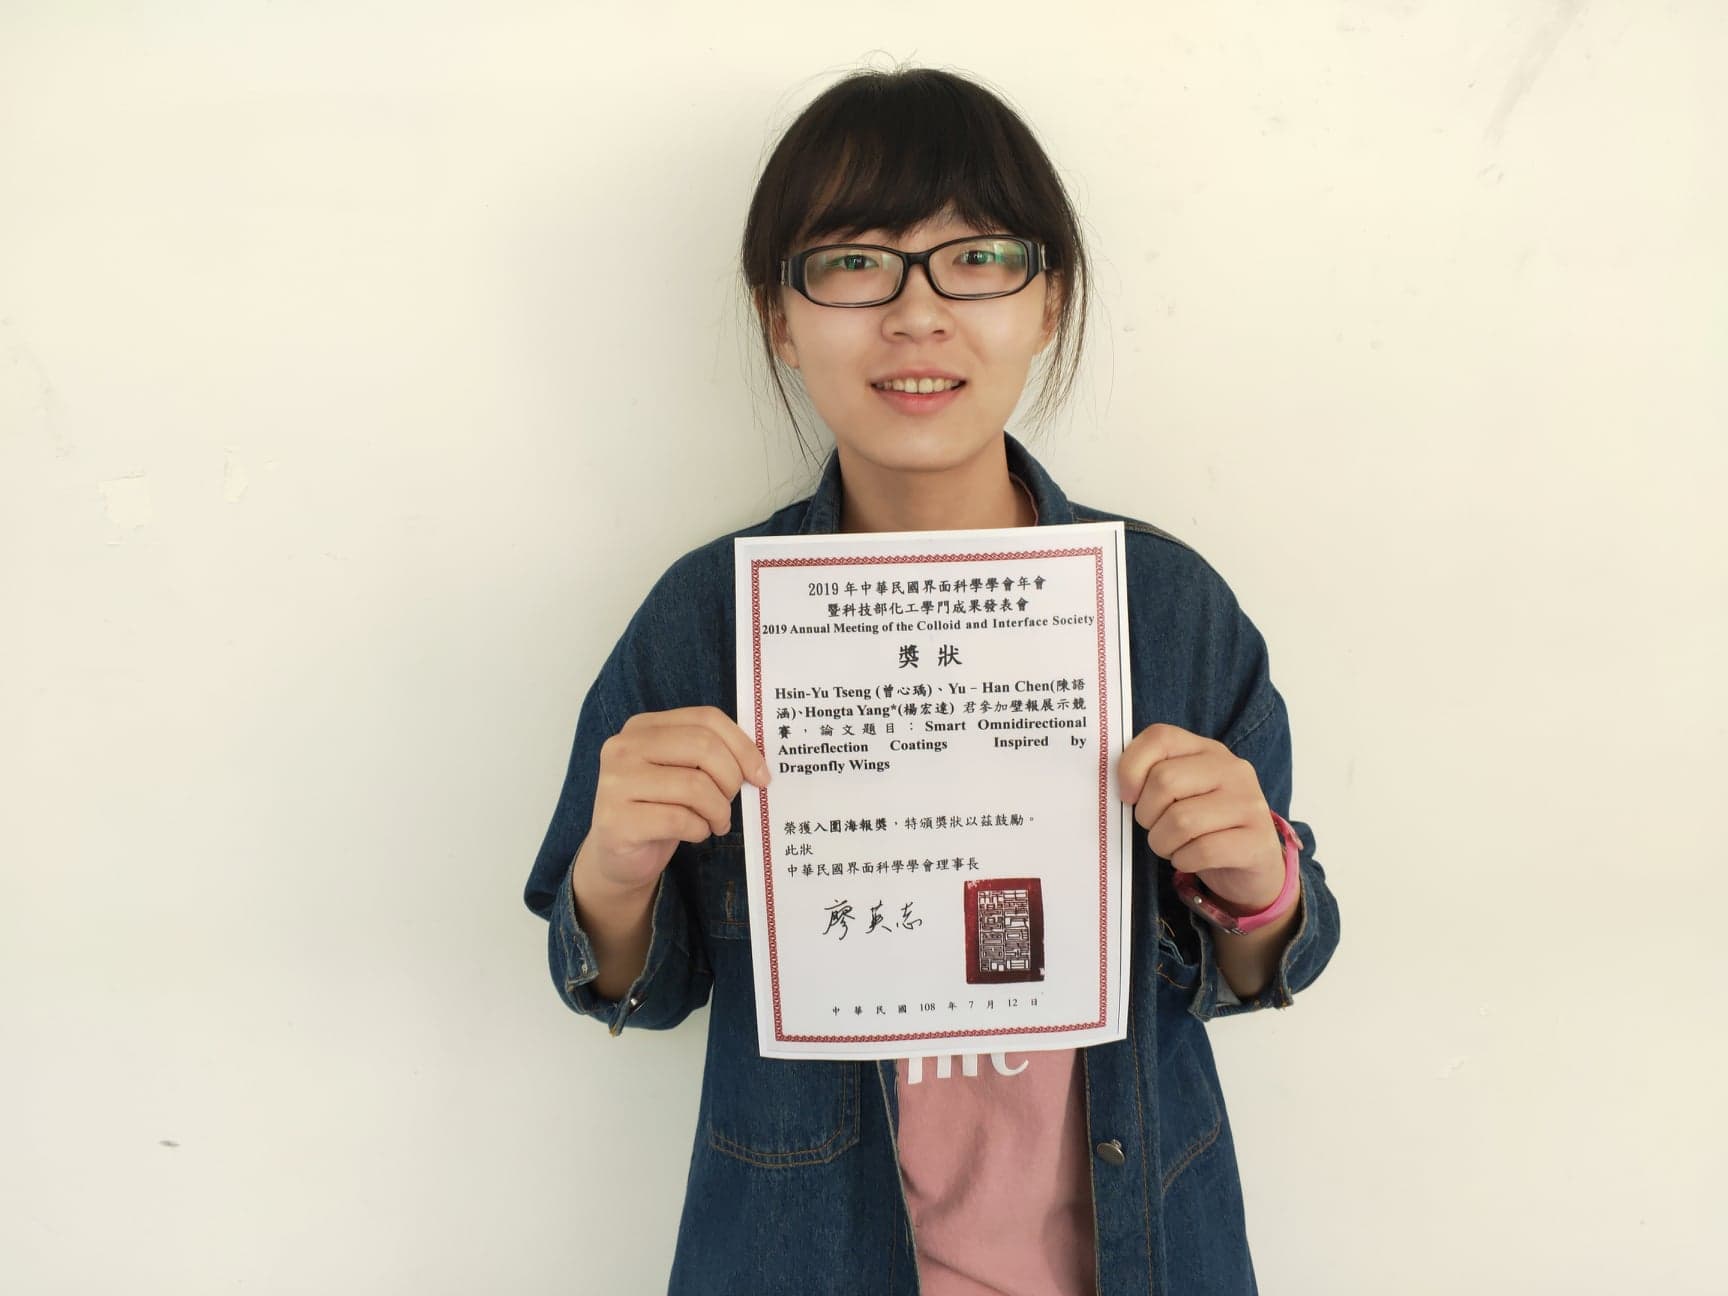 2019 年中華民國界面科學學會年會
暨科技部化工學門成果發表會
2019 Annual Meeting of the Colloid and Interface Society
獎 狀
Hsin-Yu Tseng (曾心瑀)、Yu – Han Chen(陳語
涵)、Hongta Yang*(楊宏達) 君參加壁報展示競
賽，論文題目：Smart Omnidirectional
Antireflection Coatings Inspired by
Dragonfly Wings
榮獲入圍海報獎，特頒獎狀以茲鼓勵。
此狀
中華民國界面科學學會理事長
廖英志
中 華 民 國 108 年 7 月 12 日